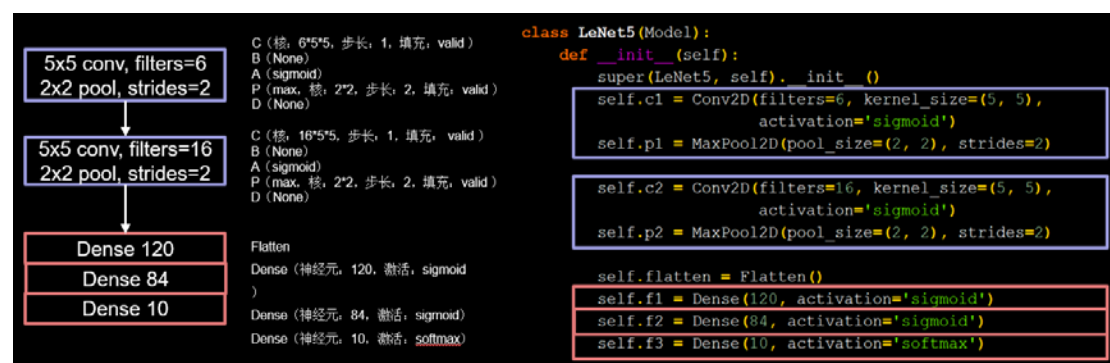 5x5 conv, filters=6
2x2 pool, strides=2
5x5 conv, filters=16
2x2 pool, strides=2
Dense 120
Dense 84
Dense 10
C（核：6*5*5，步长：1，填充：valid ）
B（None）
A（sigmoid）
P（max，核：2*2，步长：2，填充：valid ）
D（None）
C（核：16*5*5，步长：1，填充：valid ）
B（None）
A（sigmoid）
P（max，核：2*2，步长：2，填充：valid ）
D（None）
Flatten
Dense（神经元：120，激活：sigmoid
）
Dense（神经元：84，激活：sigmoid）
Dense（神经元：10，激活：softmax）
class LeNet5(Model):
def __init__(self):
super(LeNet5, self).__init__()
self.c1 = Conv2D(filters=6, kernel_size=(5, 5),
activation='sigmoid')
self.p1 = MaxPool2D(pool_size=(2, 2), strides=2)
self.c2 = Conv2D(filters=16, kernel_size=(5, 5),
activation='sigmoid')
self.p2 = MaxPool2D(pool_size=(2, 2), strides=2)
self.flatten = Flatten()
self.f1 = Dense(120, activation='sigmoid')
self.f2 = Dense(84, activation='sigmoid')
self.f3 = Dense(10, activation='softmax')